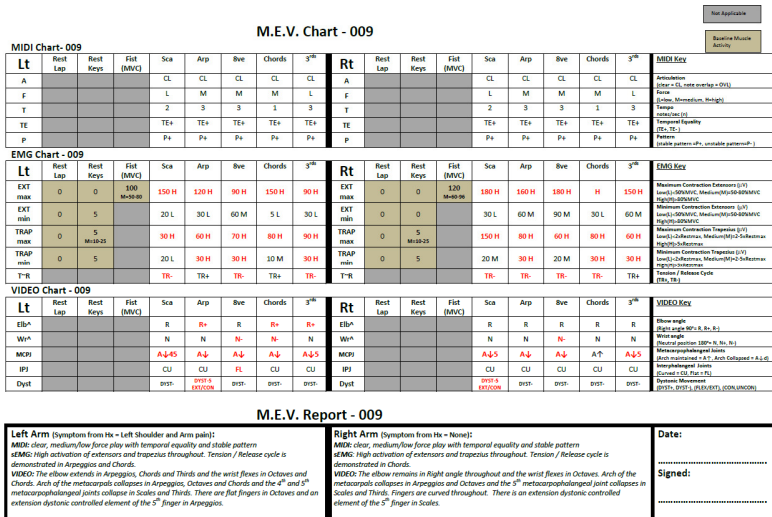 M.E.V. Chart - 009
Not Applicable
Baseline Muscle
Activity
MIDI Chart- 009
Lt Rest Lap Rest Keys Fist (MVC) Sca Arp 8ve Chords 3rds Rt Rest Lap Rest Keys Fist (MVC) Sca Arp 8ve Chords 3rds MIDI Key
A CL CL CL CL CL A CL CL CL CL CL Articulation (clear = CL, note overlap = OVL)
F L M M M L F L M M M L Force (L=low, M=medium, H=high)
T 2 3 3 1 3 T 2 3 3 1 3 Tempo notes/sec (n)
TE TE+ TE+ TE+ TE+ TE+ TE TE+ TE+ TE+ TE+ TE+ Temporal Equality (TE+, TE- )
P P+ P+ P+ P+ P+ P P+ P+ P+ P+ P+ Pattern (stable pattern =P+, unstable pattern=P- )
EMG Chart - 009
Lt Rest Lap Rest Keys Fist (MVC) Sca Arp 8ve Chords 3rds Rt Rest Lap Rest Keys Fist (MVC) Sca Arp 8ve Chords 3rds EMG Key
EXT max 0 0 100 M=50-80 150 H 120 H 90 H 150 H 90 H EXT max 0 0 120 180 H 160 H 180 H H 150 H Maximum Contraction Extensors (µV) Low(L)<50%MVC, Medium(M)=50-80%MVC High(H)>80%MVC
EXT min 0 5 20 L 30 L 60 M 5 L 30 L EXT min 0 5 30 L 60 M 90 M 30 L 60 M Minimum Contraction Extensors (µV) Low(L)<50%MVC, Medium(M)=50-80%MVC High(H)>80%MVC
TRAP max 0 5 M=10-25 30 H 60 H 70 H 80 H 90 H TRAP max 0 5 M=10-25 150 H 80 H 60 H 80 H 60 H Maximum Contraction Trapezius (µV) Low(L)<2xRestmax, Medium(M)=2-5xRestmax High(H)>5xRestmax
TRAP min 0 5 20 L 30 H 30 H 10 M 30 H TRAP min 0 5 20 M 30 H 20 M 30 H 30 H Minimum Contraction Trapezius (µV) Low(L)<2xRestmax, Medium(M)=2-5xRestmax High(H)>5xRestmax
T~R TR- TR+ TR- TR+ TR- T~R TR- TR- TR- TR- TR+ Tension / Release Cycle (TR+, TR-)
VIDEO Chart - 009
Lt Rest Lap Rest Keys Fist (MVC) Sca Arp 8ve Chords 3rds Rt Rest Lap Rest Keys Fist (MVC) Sca Arp 8ve Chords 3rds VIDEO Key
Elb^ R R+ R R+ R+ Elb^ R R R R R Elbow angle (Right angle 90°= R, R+, R-)
Wr^ N N N- N- N Wr^ N N N- N N Wrist angle (Neutral position 180°= N, N+, N-)
MCPJ A↓45 A↓ A↓ A↓ A↓5 MCPJ A↓5 A↓ A↓ A↑ A↓5 Metacarpophalangeal Joints (Arch maintained = A↑, Arch Collapsed = A↓d)
IPJ CU CU FL CU CU IPJ CU CU CU CU CU Interphalangeal Joints (Curved = CU, Flat = FL)
Dyst DYST- DYST-5 EXT/CON DYST- DYST- DYST- Dyst DYST-5 EXT/CON DYST- DYST- DYST- DYST- Dystonic Movement (DYST+, DYST-), (FLEX/EXT), (CON,UNCON)
M.E.V. Report - 009
Left Arm (Symptom from Hx = Left Shoulder and Arm pain):
MIDI: clear, medium/low force play with temporal equality and stable pattern
sEMG: High activation of extensors and trapezius throughout. Tension / Release cycle is
demonstrated in Arpeggios and Chords.
VIDEO: The elbow extends in Arpeggios, Chords and Thirds and the wrist flexes in Octaves and
Chords. Arch of the metacarpals collapses in Arpeggios, Octaves and Chords and the 4th and 5th
metacarpophalangeal joints collapse in Scales and Thirds. There are flat fingers in Octaves and an
extension dystonic controlled element of the 5th finger in Arpeggios.
Right Arm (Symptom from Hx = None):
MIDI: clear, medium/low force play with temporal equality and stable pattern
sEMG: High activation of extensors and trapezius throughout. Tension / Release cycle is
demonstrated in Chords.
VIDEO: The elbow remains in Right angle throughout and the wrist flexes in Octaves. Arch of the
metacarpals collapses in Arpeggios and Octaves and the 5th metacarpophalangeal joint collapses in
Scales and Thirds. Fingers are curved throughout. There is an extension dystonic controlled
element of the 5th finger in Scales.
Date:
Signed: